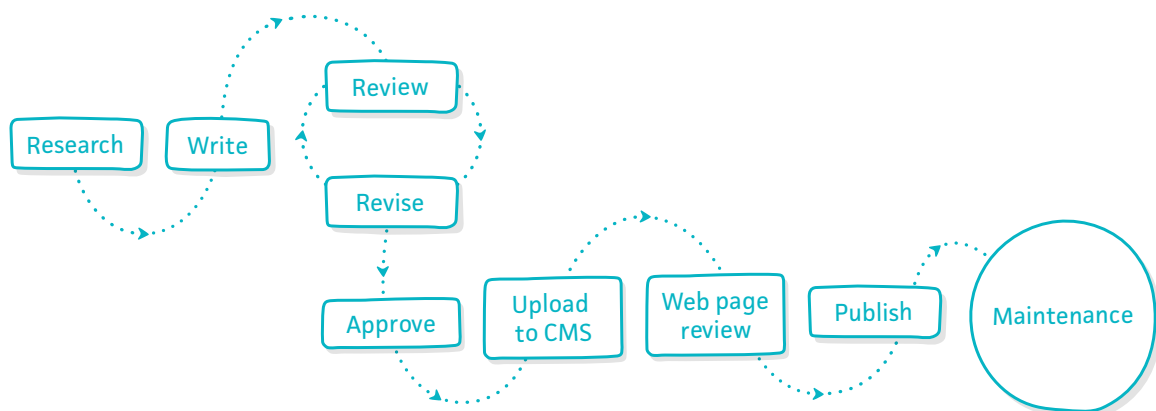 Research
Write
Review
Revise
Approve
Upload
to CMS
Web page
review
Publish
Maintenance